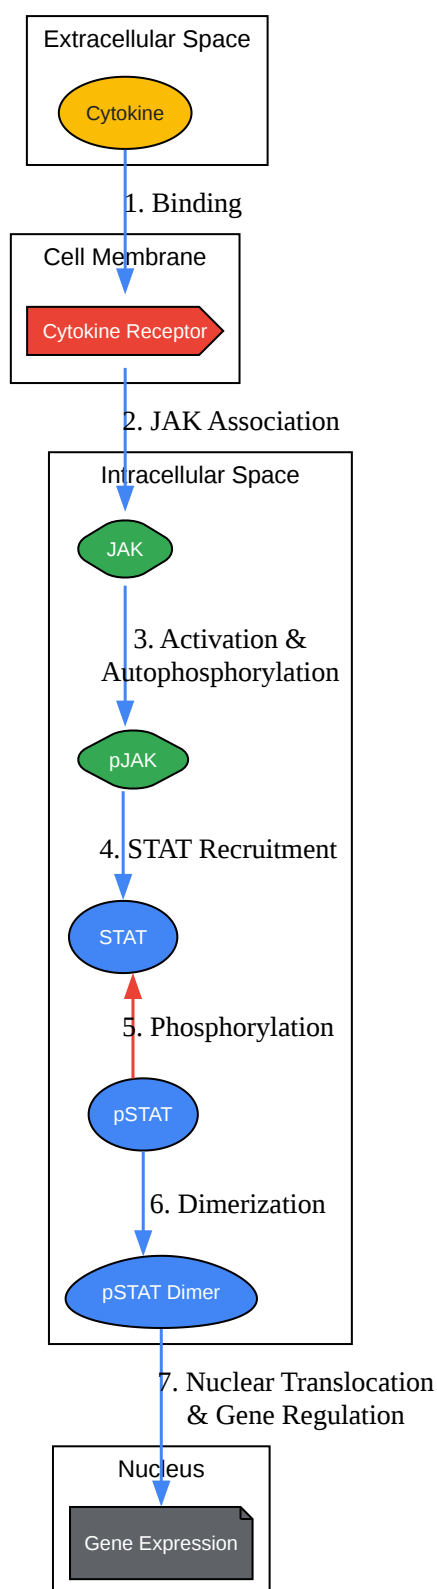 Extracellular Space
Cytokine
1. Binding
Cell Membrane
Cytokine Receptor
2. JAK Association
Intracellular Space
JAK
3. Activation &
Autophosphorylation
pJAK
4. STAT Recruitment
STAT
5. Phosphorylation
pSTAT
6. Dimerization
pSTAT Dimer
7. Nuclear Translocation
& Gene Regulation
Nucleus
Gene Expression